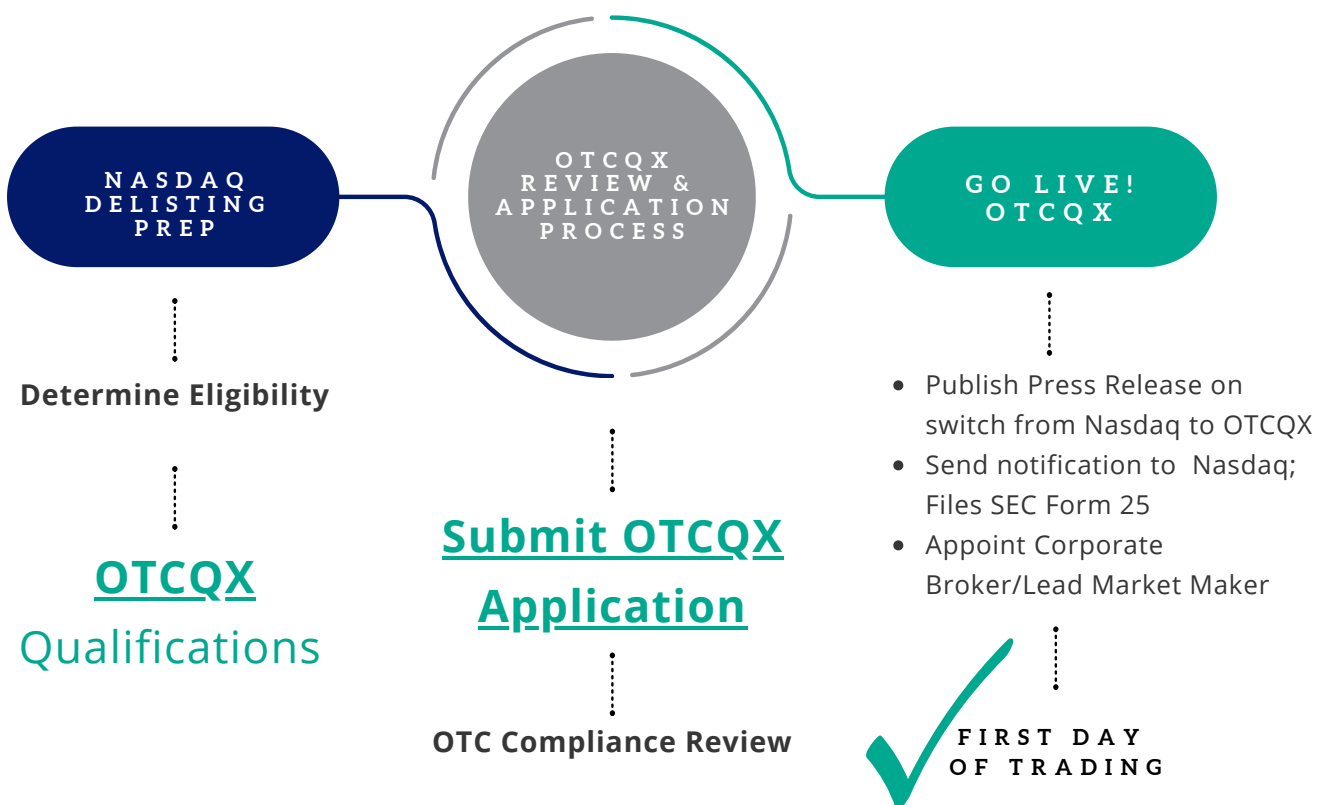 NASDAQ
DELISTING
PREP
Determine Eligibility
OTCQX
Qualifications
OTCQX
REVIEW &
APPLICATION
PROCESS
Submit OTCQX
Application
OTC Compliance Review
GO LIVE!
OTCQX
• Publish Press Release on
switch from Nasdaq to OTCQX
• Send notification to Nasdaq;
Files SEC Form 25
• Appoint Corporate
Broker/Lead Market Maker
FIRST DAY
OF TRADING